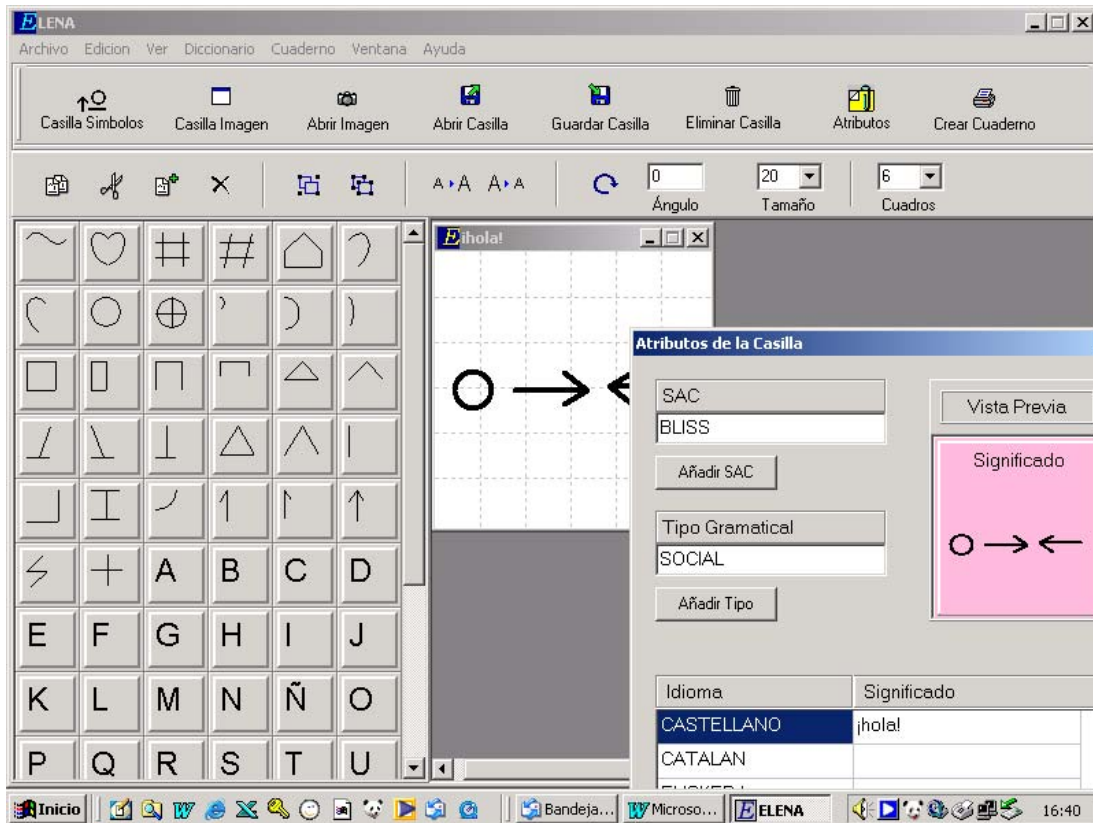 ELENA
Archivo Edicion Ver Diccionario Cuaderno Ventana Ayuda
Casilla Simbolos Casilla Imagen Abrir Imagen Abrir Casilla Guardar Casilla Eliminar Casilla Atributos Crear Cuaderno
A A A A 0 20 6
Ángulo Tamaño Cuadros
E ¡hola!
Atributos de la Casilla
SAC
BLISS
Añadir SAC
Tipo Gramatical
SOCIAL
Añadir Tipo
Vista Previa
Significado
Idioma Significado
CASTELLANO ¡hola!
CATALAN
A B C D
E F G H I J
K L M N Ñ O
P Q R S T U
Inicio Bandeja... Microso... ELENA 16:40